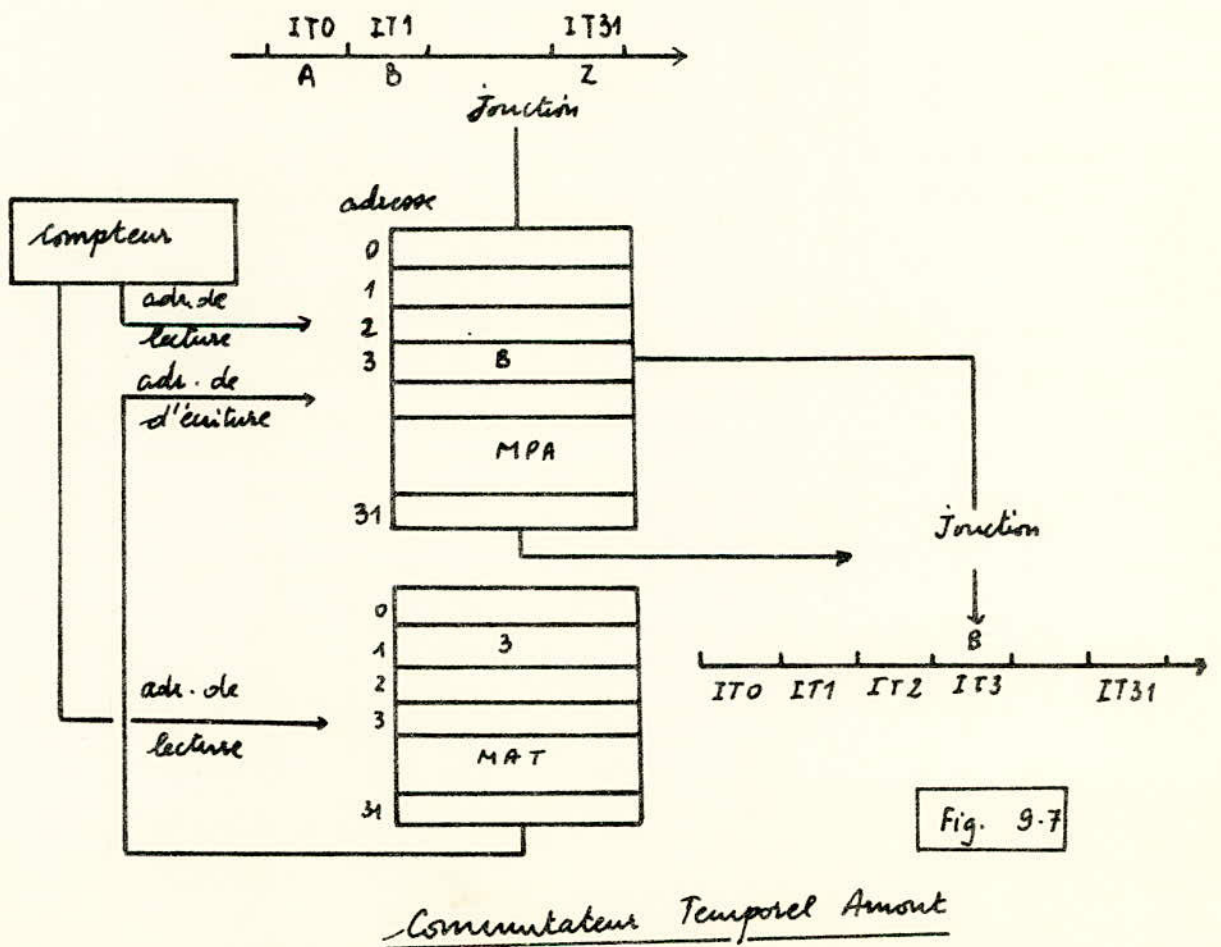 IT0 IT1 IT31
A B Z
Jonction
adresse
Compteur
0
1
adr. de
lecture
2
3 B
adr. de
d'écriture
MPA
31
Jonction
0
1 3
2
adr. de
lecture
3
MAT
31
B
IT0 IT1 IT2 IT3 IT31
Fig. 9.7
Commutateur Temporel Amont